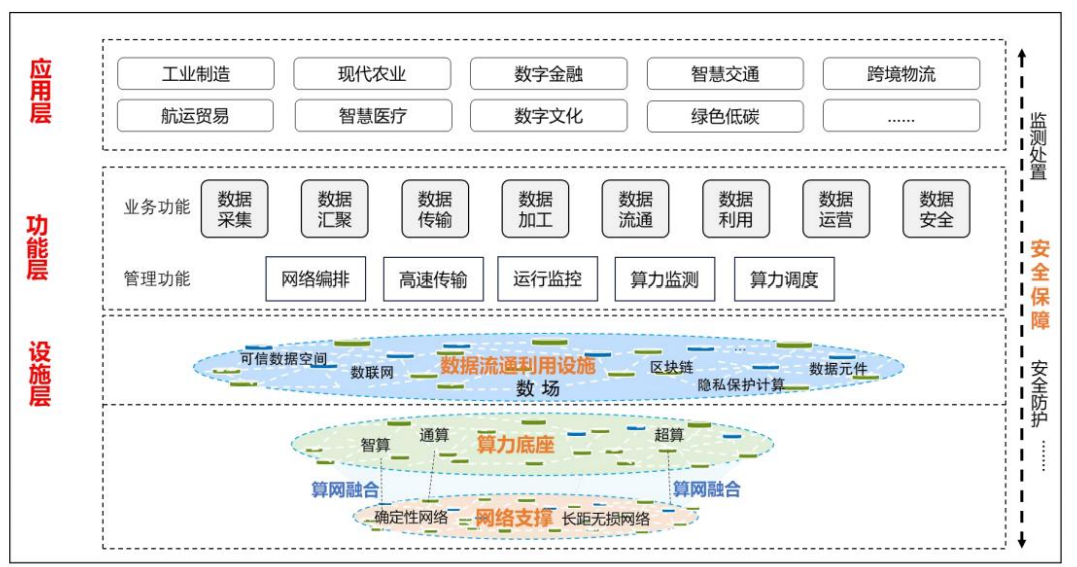 应用层
工业制造
现代农业
数字金融
智慧交通
跨境物流
航运贸易
智慧医疗
数字文化
绿色低碳
......
功能层
业务功能
数据
采集
数据
汇聚
数据
传输
数据
加工
数据
流通
数据
利用
数据
运营
数据
安全
管理功能
网络编排
高速传输
运行监控
算力监测
算力调度
设施层
可信数据空间
数联网
数据流通利用设施
数 场
区块链
...
隐私保护计算
数据元件
智算
通算
算力底座
超算
算网融合
算网融合
确定性网络
网络支撑
长距无损网络
监测处置
安全保障
安全防护
......